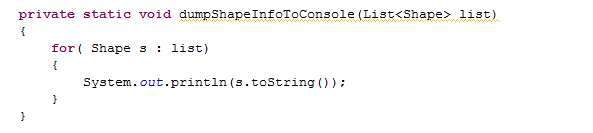 private static void dumpShapeInfoToConsole(List<Shape> list)
{
    for( Shape s : list)
    {
        System.out.println(s.toString());
    }
}